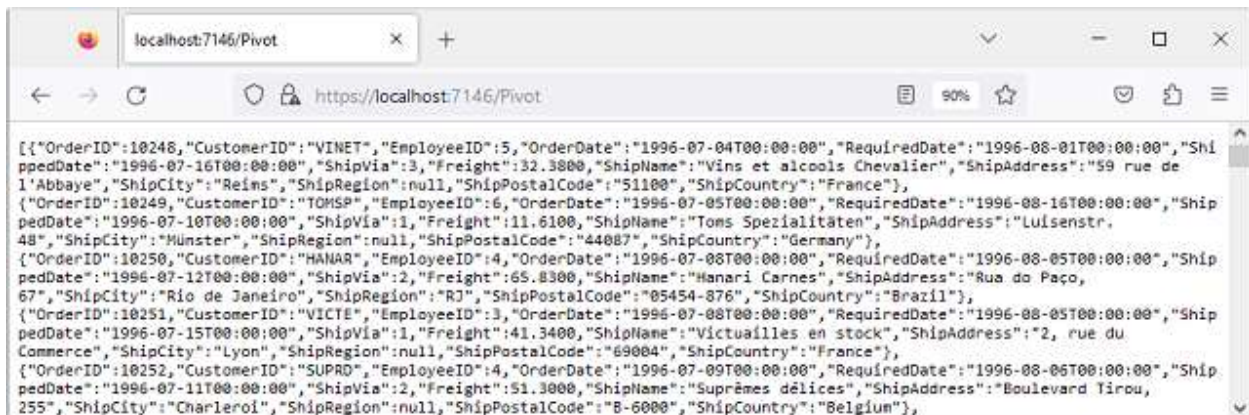 localhost:7146/Pivot
https://localhost:7146/Pivot
90%
[{"OrderID":10248,"CustomerID":"VINET","EmployeeID":5,"OrderDate":"1996-07-04T00:00:00","RequiredDate":"1996-08-01T00:00:00","Shi
ppedDate":"1996-07-16T00:00:00","ShipVia":3,"Freight":32.3800,"ShipName":"Vins et alcools Chevalier","ShipAddress":"59 rue de
l'Abbaye","ShipCity":"Reims","ShipRegion":null,"ShipPostalCode":"51100","ShipCountry":"France"},
{"OrderID":10249,"CustomerID":"TOMSP","EmployeeID":6,"OrderDate":"1996-07-05T00:00:00","RequiredDate":"1996-08-16T00:00:00","Ship
pedDate":"1996-07-10T00:00:00","ShipVia":1,"Freight":11.6100,"ShipName":"Toms Spezialitäten","ShipAddress":"Luisenstr.
48","ShipCity":"Münster","ShipRegion":null,"ShipPostalCode":"44087","ShipCountry":"Germany"},
{"OrderID":10250,"CustomerID":"HANAR","EmployeeID":4,"OrderDate":"1996-07-08T00:00:00","RequiredDate":"1996-08-05T00:00:00","Ship
pedDate":"1996-07-12T00:00:00","ShipVia":2,"Freight":65.8300,"ShipName":"Hanari Carnes","ShipAddress":"Rua do Paço,
67","ShipCity":"Rio de Janeiro","ShipRegion":"RJ","ShipPostalCode":"05454-876","ShipCountry":"Brazil"},
{"OrderID":10251,"CustomerID":"VICTE","EmployeeID":3,"OrderDate":"1996-07-08T00:00:00","RequiredDate":"1996-08-05T00:00:00","Ship
pedDate":"1996-07-15T00:00:00","ShipVia":1,"Freight":41.3400,"ShipName":"Victuailles en stock","ShipAddress":"2, rue du
Commerce","ShipCity":"Lyon","ShipRegion":null,"ShipPostalCode":"69004","ShipCountry":"France"},
{"OrderID":10252,"CustomerID":"SUPRD","EmployeeID":4,"OrderDate":"1996-07-09T00:00:00","RequiredDate":"1996-08-06T00:00:00","Ship
pedDate":"1996-07-11T00:00:00","ShipVia":2,"Freight":51.3000,"ShipName":"Suprêmes délices","ShipAddress":"Boulevard Tirou,
255","ShipCity":"Charleroi","ShipRegion":null,"ShipPostalCode":"B-6000","ShipCountry":"Belgium"},